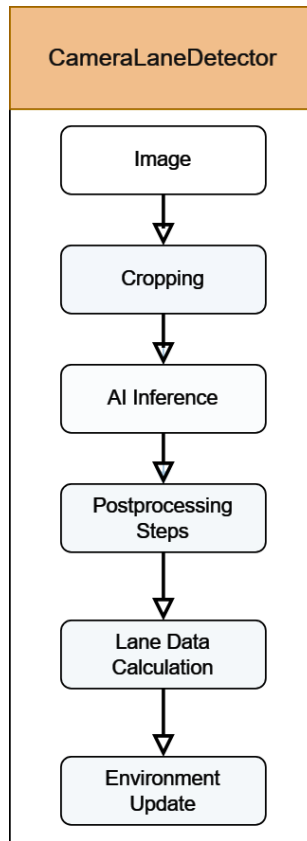 CameraLaneDetector
Image
Cropping
AI Inference
Postprocessing
Steps
Lane Data
Calculation
Environment
Update